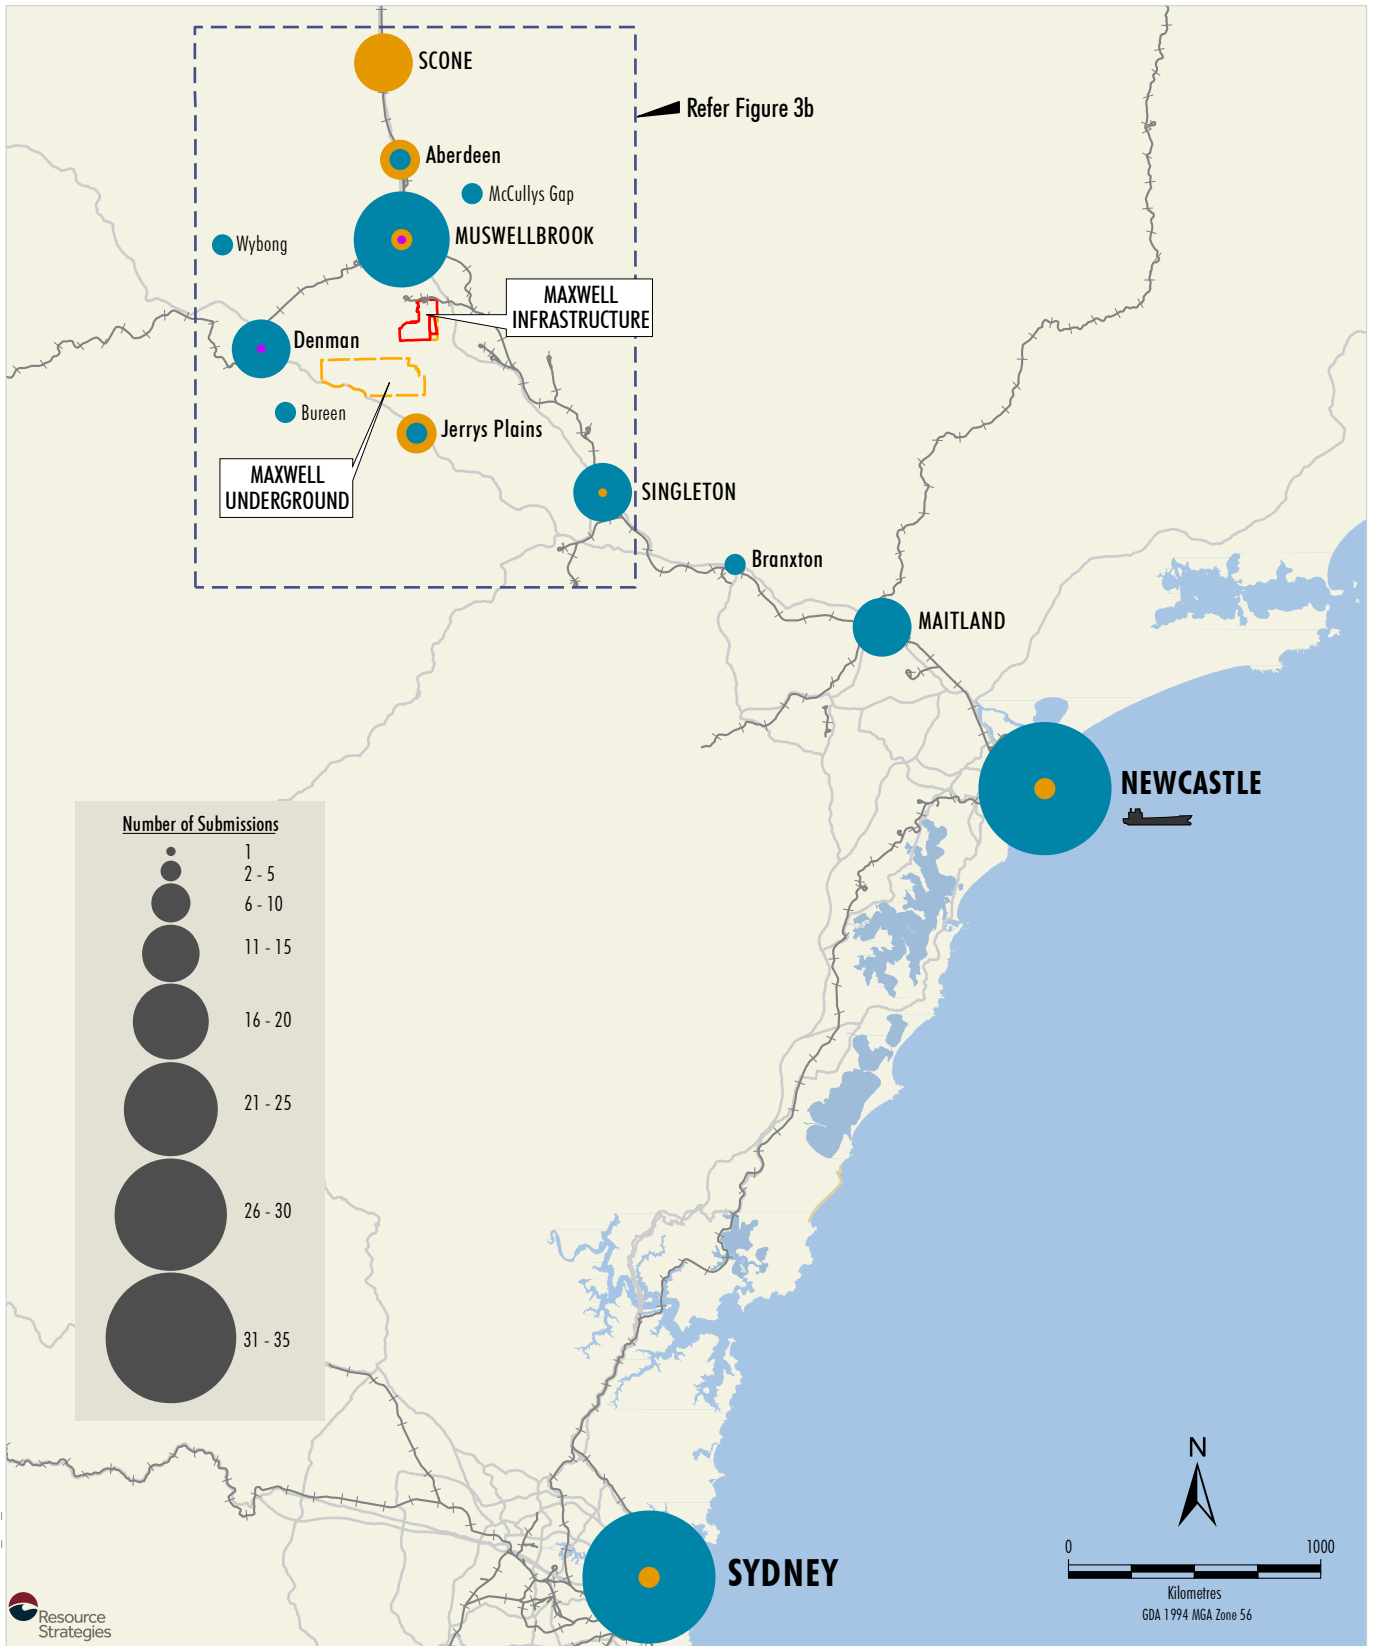 SCONE
Refer Figure 3b
Aberdeen
McCullys Gap
MUSWELLBROOK
Wybong
MAXWELL
INFRASTRUCTURE
Denman
Bureen
Jerrys Plains
MAXWELL
UNDERGROUND
SINGLETON
Branxton
MAITLAND
NEWCASTLE
Number of Submissions
1
2 - 5
6 - 10
11 - 15
16 - 20
21 - 25
26 - 30
31 - 35
N
0 1000
Kilometres
GDA 1994 MGA Zone 56
SYDNEY
Resource
Strategies